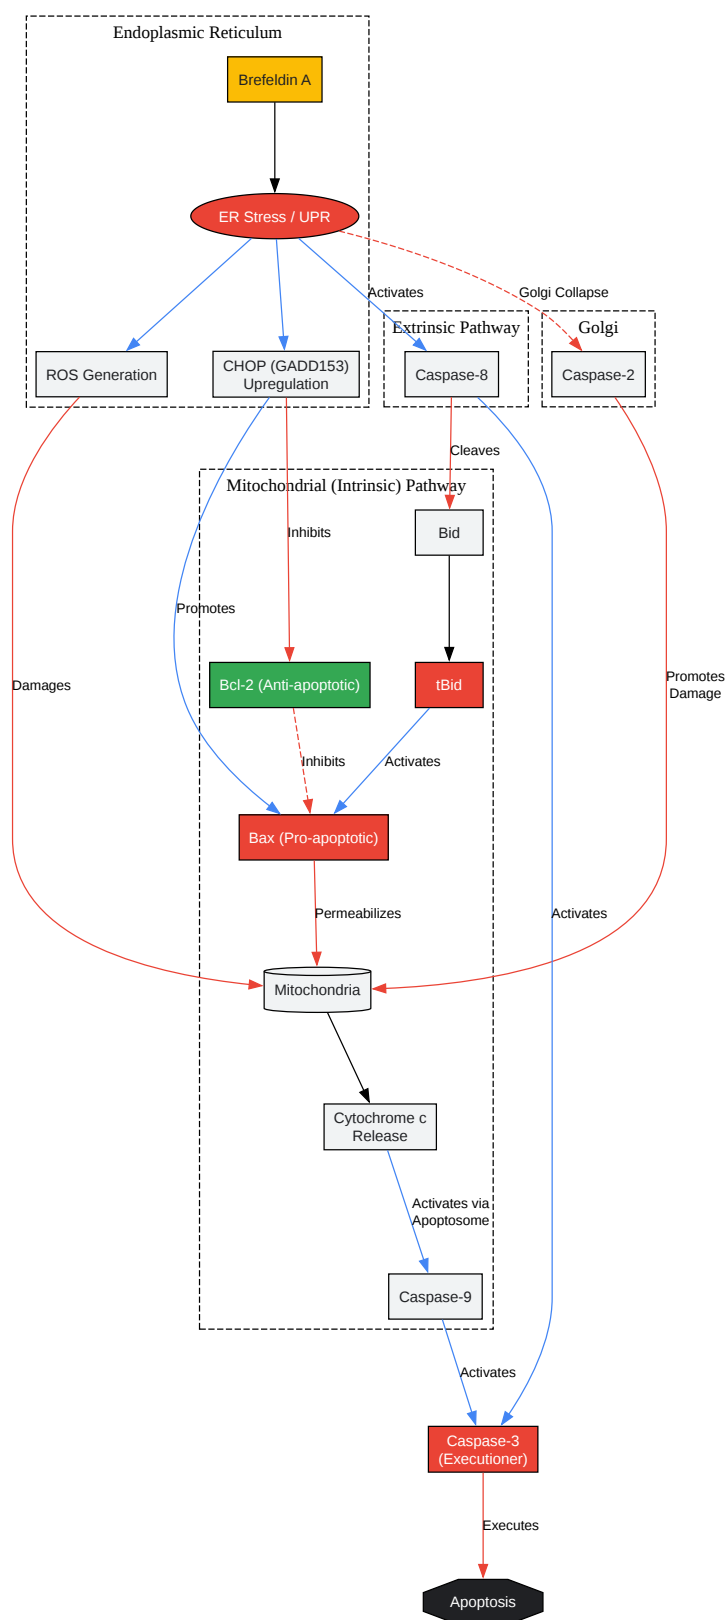 Endoplasmic Reticulum
Brefeldin A
ER Stress / UPR
Activates
Golgi Collapse
Extrinsic Pathway
Golgi
ROS Generation
CHOP (GADD153)
Upregulation
Caspase-8
Caspase-2
Cleaves
Mitochondrial (Intrinsic) Pathway
Inhibits
Bid
Promotes
Damages
Bcl-2 (Anti-apoptotic)
tBid
Promotes
Damage
Inhibits
Activates
Bax (Pro-apoptotic)
Permeabilizes
Activates
Mitochondria
Cytochrome c
Release
Activates via
Apoptosome
Caspase-9
Activates
Caspase-3
(Executioner)
Executes
Apoptosis